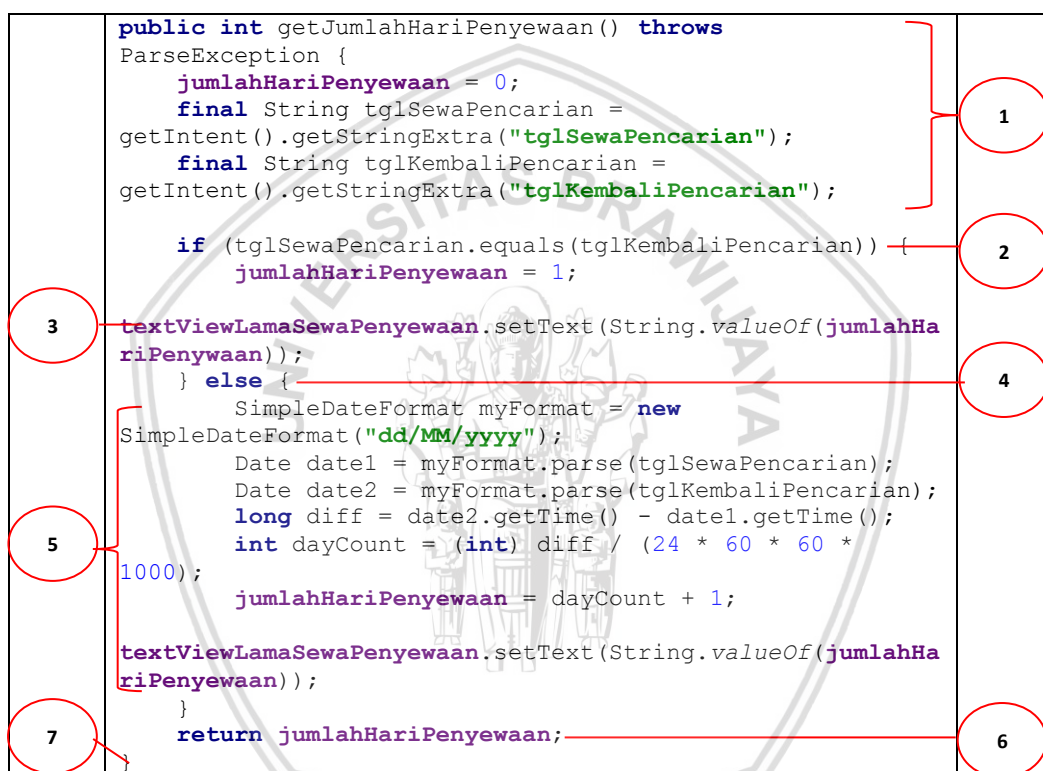 public int getJumlahHariPenyewaan() throws
ParseException {
jumlahHariPenyewaan = 0;
final String tglSewaPencarian =
getIntent().getStringExtra("tglSewaPencarian");
final String tglKembaliPencarian =
getIntent().getStringExtra("tglKembaliPencarian");
1
if (tglSewaPencarian.equals(tglKembaliPencarian)) {
2
jumlahHariPenyewaan = 1;
3
textViewLamaSewaPenyewaan.setText(String.valueOf(jumlahHa
riPenywaan));
} else {
4
SimpleDateFormat myFormat = new
SimpleDateFormat("dd/MM/yyyy");
Date date1 = myFormat.parse(tglSewaPencarian);
Date date2 = myFormat.parse(tglKembaliPencarian);
long diff = date2.getTime() - date1.getTime();
5
int dayCount = (int) diff / (24 * 60 * 60 *
1000);
jumlahHariPenyewaan = dayCount + 1;
textViewLamaSewaPenyewaan.setText(String.valueOf(jumlahHa
riPenyewaan));
}
return jumlahHariPenyewaan;
6
7
}
UNIVERSITAS BRAWIJAYA